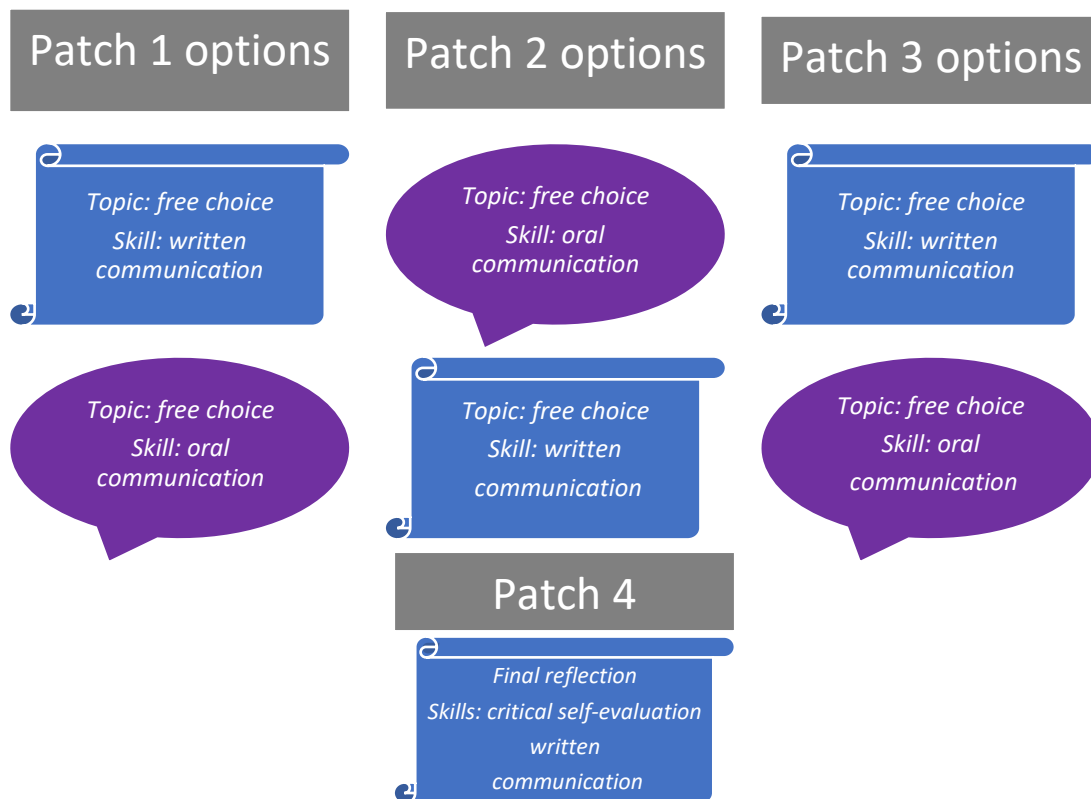 Patch 1 options
Topic: free choice
Skill: written
communication
Topic: free choice
Skill: oral
communication
Patch 2 options
Topic: free choice
Skill: oral
communication
Topic: free choice
Skill: written
communication
Patch 3 options
Topic: free choice
Skill: written
communication
Topic: free choice
Skill: oral
communication
Patch 4
Final reflection
Skills: critical self-evaluation
written
communication